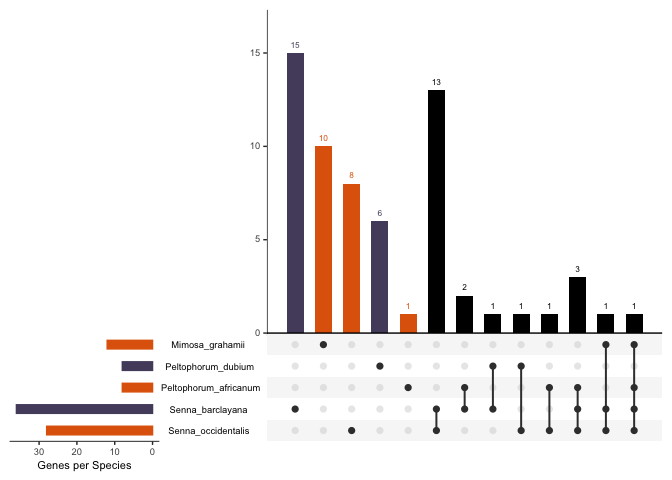 15
15
13
10
10
8
6
5
3
2
1
1
1
1
1
1
0
Mimosa_grahamii
Peltophorum_dubium
Peltophorum_africanum
Senna_barclayana
Senna_occidentalis
30 20 10 0
Genes per Species